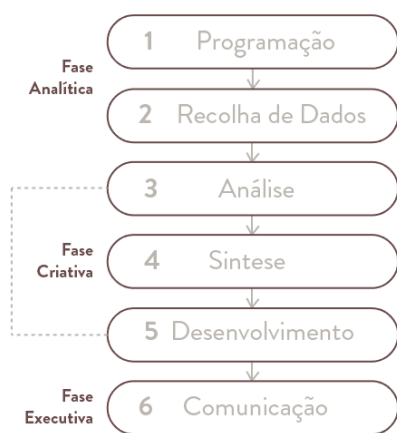 1 Programação
Fase
Analítica
2 Recolha de Dados
3 Análise
Fase
Criativa
4 Sintese
5 Desenvolvimento
Fase
Executiva
6 Comunicação